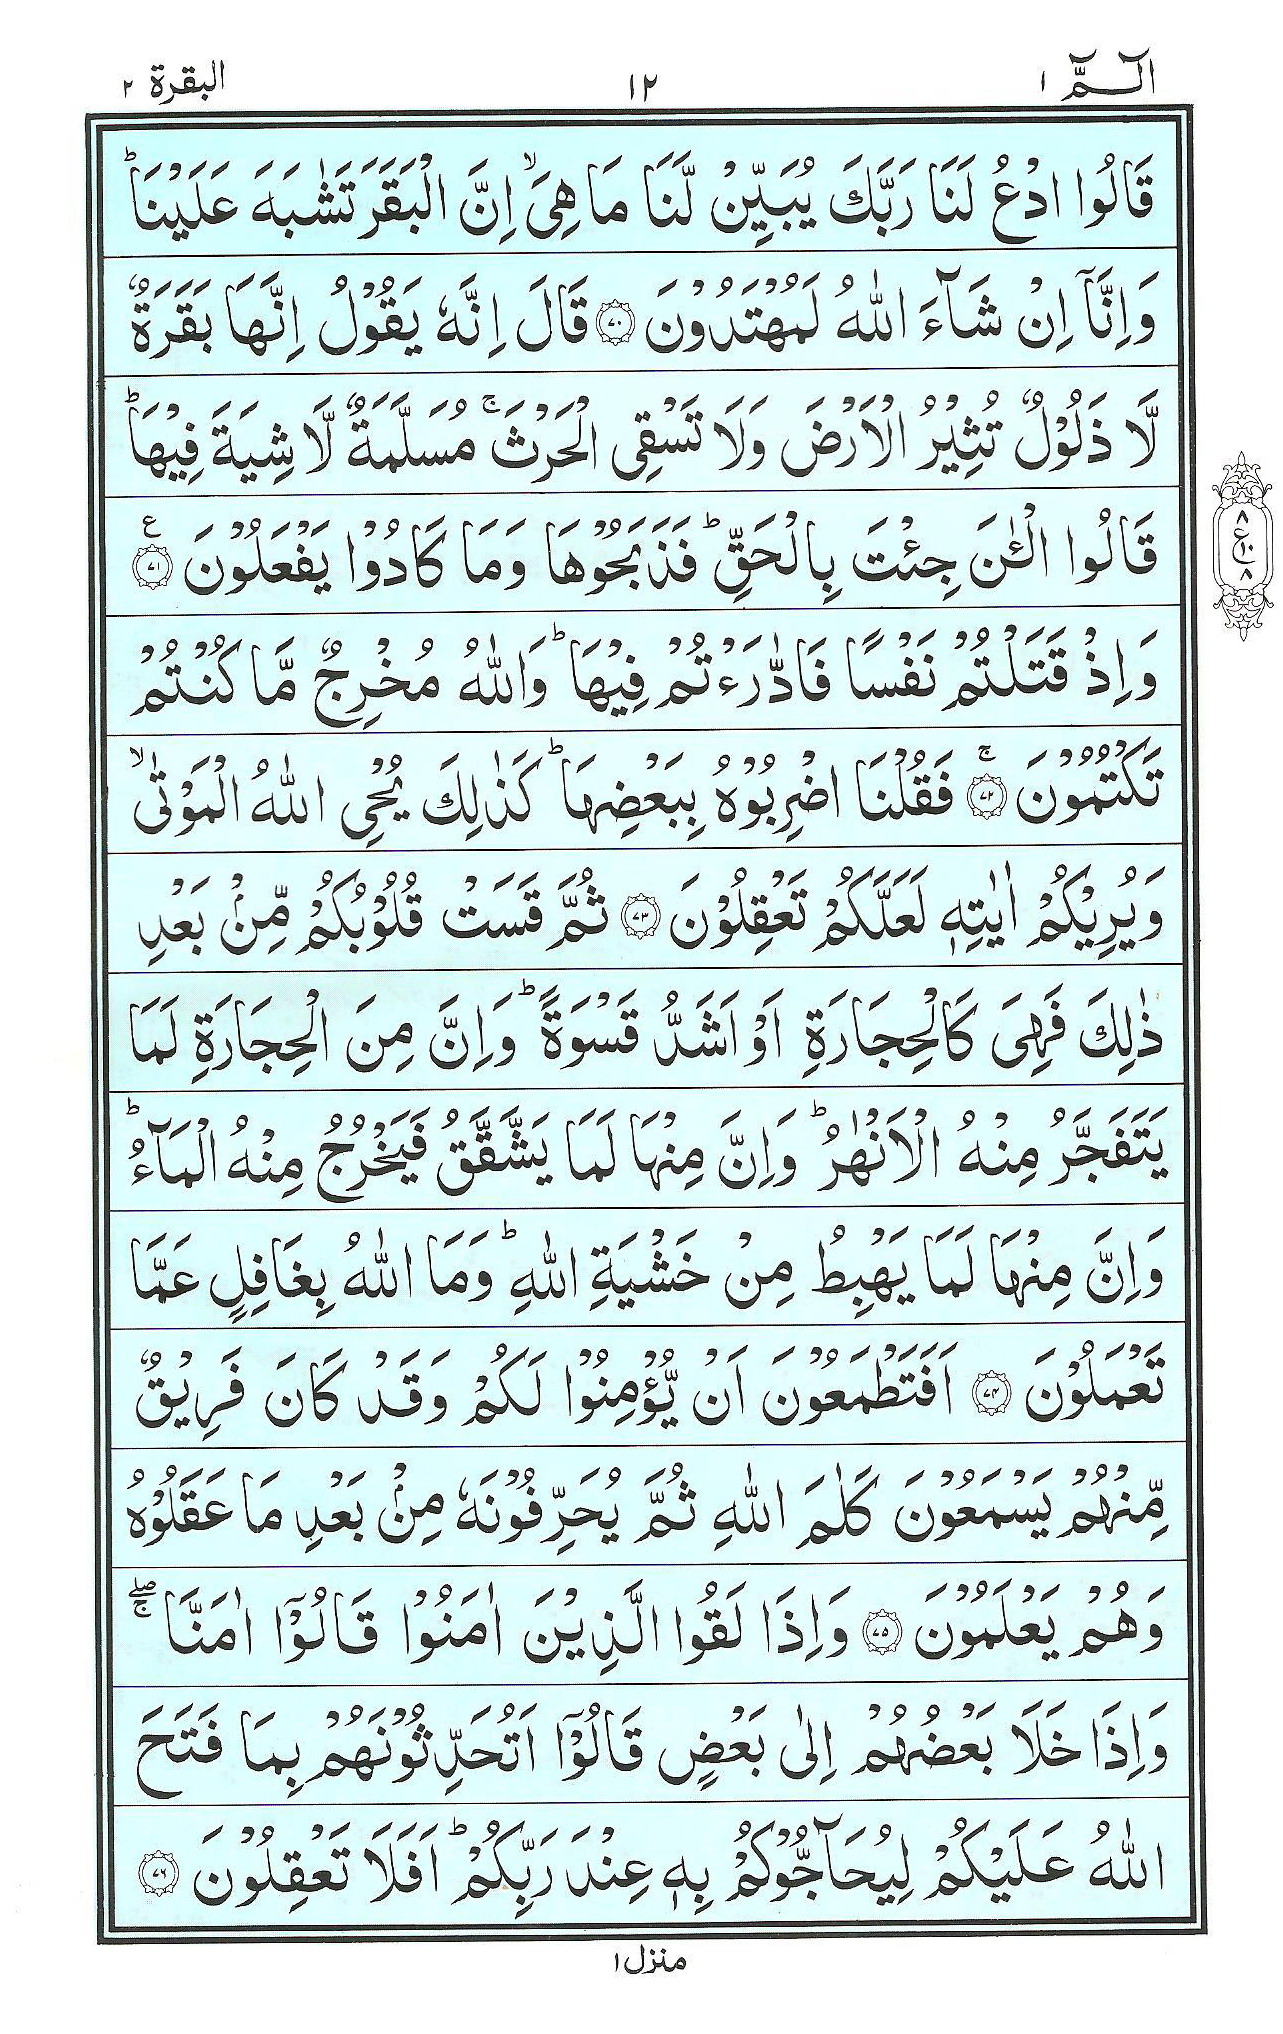 الٓـمّٓ ١
١٢
البقرة ٢
قَالُوا ادْعُ لَنَا رَبَّكَ يُبَيِّنْ لَّنَا مَا هِىَ ۙ اِنَّ الْبَقَرَ تَشٰبَهَ عَلَيْنَا ؕ
وَاِنَّاۤ اِنْ شَآءَ اللّٰهُ لَمُهْتَدُوْنَ ﴿٧٠﴾ قَالَ اِنَّهٗ يَقُوْلُ اِنَّهَا بَقَرَةٌ
لَّا ذَلُوْلٌ تُثِيْرُ الْاَرْضَ وَلَا تَسْقِى الْحَرْثَ ۚ مُسَلَّمَةٌ لَّا شِيَةَ فِيْهَا ؕ
قَالُوا الْـٰٔنَ جِئْتَ بِالْحَقِّ ؕ فَذَبَحُوْهَا وَمَا كَادُوْا يَفْعَلُوْنَ ﴿٧١﴾ ع
ع ٨ ١٠ ٨
وَاِذْ قَتَلْتُمْ نَفْسًا فَادّٰرَءْتُمْ فِيْهَا ؕ وَاللّٰهُ مُخْرِجٌ مَّا كُنْتُمْ
تَكْتُمُوْنَ ۚ ﴿٧٢﴾ فَقُلْنَا اضْرِبُوْهُ بِبَعْضِهَا ؕ كَذٰلِكَ يُحْىِ اللّٰهُ الْمَوْتٰى ۙ
وَيُرِيْكُمْ اٰيٰتِهٖ لَعَلَّكُمْ تَعْقِلُوْنَ ﴿٧٣﴾ ثُمَّ قَسَتْ قُلُوْبُكُمْ مِّنْۢ بَعْدِ
ذٰلِكَ فَهِىَ كَالْحِجَارَةِ اَوْ اَشَدُّ قَسْوَةً ؕ وَاِنَّ مِنَ الْحِجَارَةِ لَمَا
يَتَفَجَّرُ مِنْهُ الْاَنْهٰرُ ؕ وَاِنَّ مِنْهَا لَمَا يَشَّقَّقُ فَيَخْرُجُ مِنْهُ الْمَآءُ ؕ
وَاِنَّ مِنْهَا لَمَا يَهْبِطُ مِنْ خَشْيَةِ اللّٰهِ ؕ وَمَا اللّٰهُ بِغَافِلٍ عَمَّا
تَعْمَلُوْنَ ﴿٧٤﴾ اَفَتَطْمَعُوْنَ اَنْ يُّؤْمِنُوْا لَكُمْ وَقَدْ كَانَ فَرِيْقٌ
مِّنْهُمْ يَسْمَعُوْنَ كَلٰمَ اللّٰهِ ثُمَّ يُحَرِّفُوْنَهٗ مِنْۢ بَعْدِ مَا عَقَلُوْهُ
وَهُمْ يَعْلَمُوْنَ ﴿٧٥﴾ وَاِذَا لَقُوا الَّذِيْنَ اٰمَنُوْا قَالُوْٓا اٰمَنَّا ۖۚ
وَاِذَا خَلَا بَعْضُهُمْ اِلٰى بَعْضٍ قَالُوْٓا اَتُحَدِّثُوْنَهُمْ بِمَا فَتَحَ
اللّٰهُ عَلَيْكُمْ لِيُحَآجُّوْكُمْ بِهٖ عِنْدَ رَبِّكُمْ ؕ اَفَلَا تَعْقِلُوْنَ ﴿٧٦﴾
منزل ١